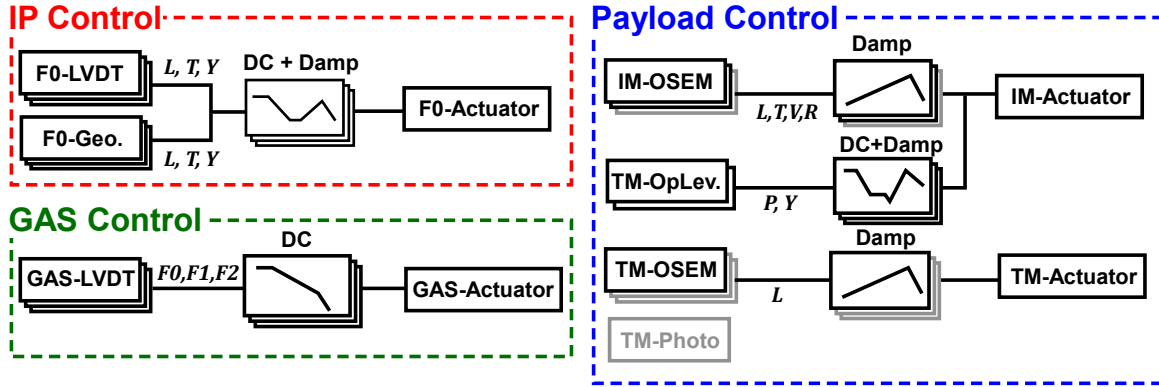 IP Control
F0-LVDT
L, T, Y
F0-Geo.
L, T, Y
DC + Damp
F0-Actuator
GAS Control
GAS-LVDT
F0,F1,F2
DC
GAS-Actuator
Payload Control
IM-OSEM
L,T,V,R
Damp
IM-Actuator
TM-OpLev.
P, Y
DC+Damp
TM-OSEM
L
Damp
TM-Actuator
TM-Photo